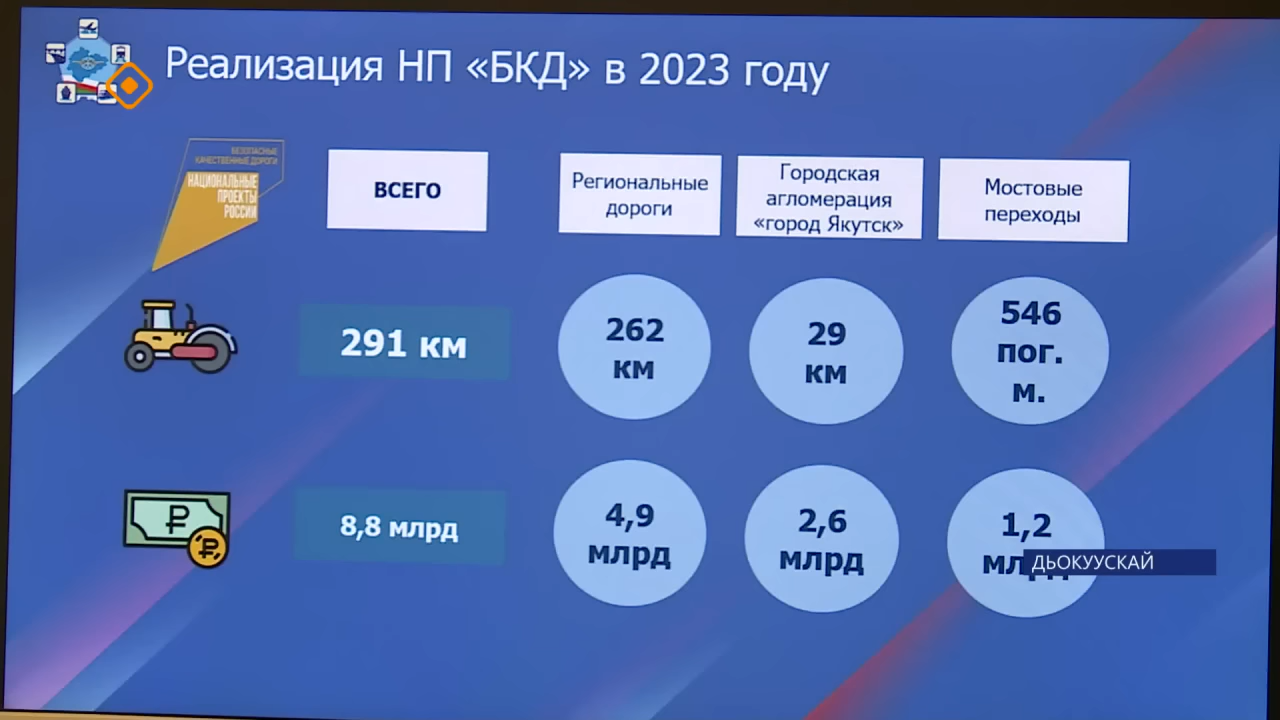 Реализация НП «БКД» в 2023 году
БЕЗОПАСНЫЕ
КАЧЕСТВЕННЫЕ ДОРОГИ
НАЦИОНАЛЬНЫЕ
ПРОЕКТЫ
РОССИИ
ВСЕГО
Региональные
дороги
Городская
агломерация
«город Якутск»
Мостовые
переходы
291 км
262
км
29
км
546
пог.
м.
8,8 млрд
4,9
млрд
2,6
млрд
1,2
млрд
ДЬОКУУСКАЙ